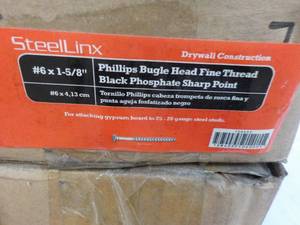 SteelLinx
Drywall Construction
#6 x 1-5/8"
Phillips Bugle Head Fine Thread
Black Phosphate Sharp Point
#6 x 4,13 cm
Tornillo Phillips cabeza trompeta de rosca fina y
punta aguja fosfatizado negro
For attaching gypsum board to 25 - 20 gauge steel studs.